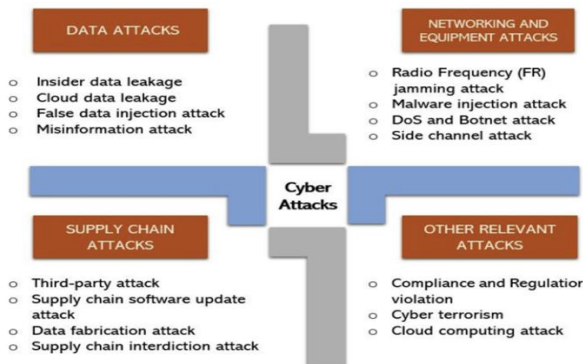 DATA ATTACKS
o Insider data leakage
o Cloud data leakage
o False data injection attack
o Misinformation attack
NETWORKING AND
EQUIPMENT ATTACKS
o Radio Frequency (FR)
jamming attack
o Malware injection attack
o DoS and Botnet attack
o Side channel attack
Cyber
Attacks
SUPPLY CHAIN
ATTACKS
o Third-party attack
o Supply chain software update
attack
o Data fabrication attack
o Supply chain interdiction attack
OTHER RELEVANT
ATTACKS
o Compliance and Regulation
violation
o Cyber terrorism
o Cloud computing attack